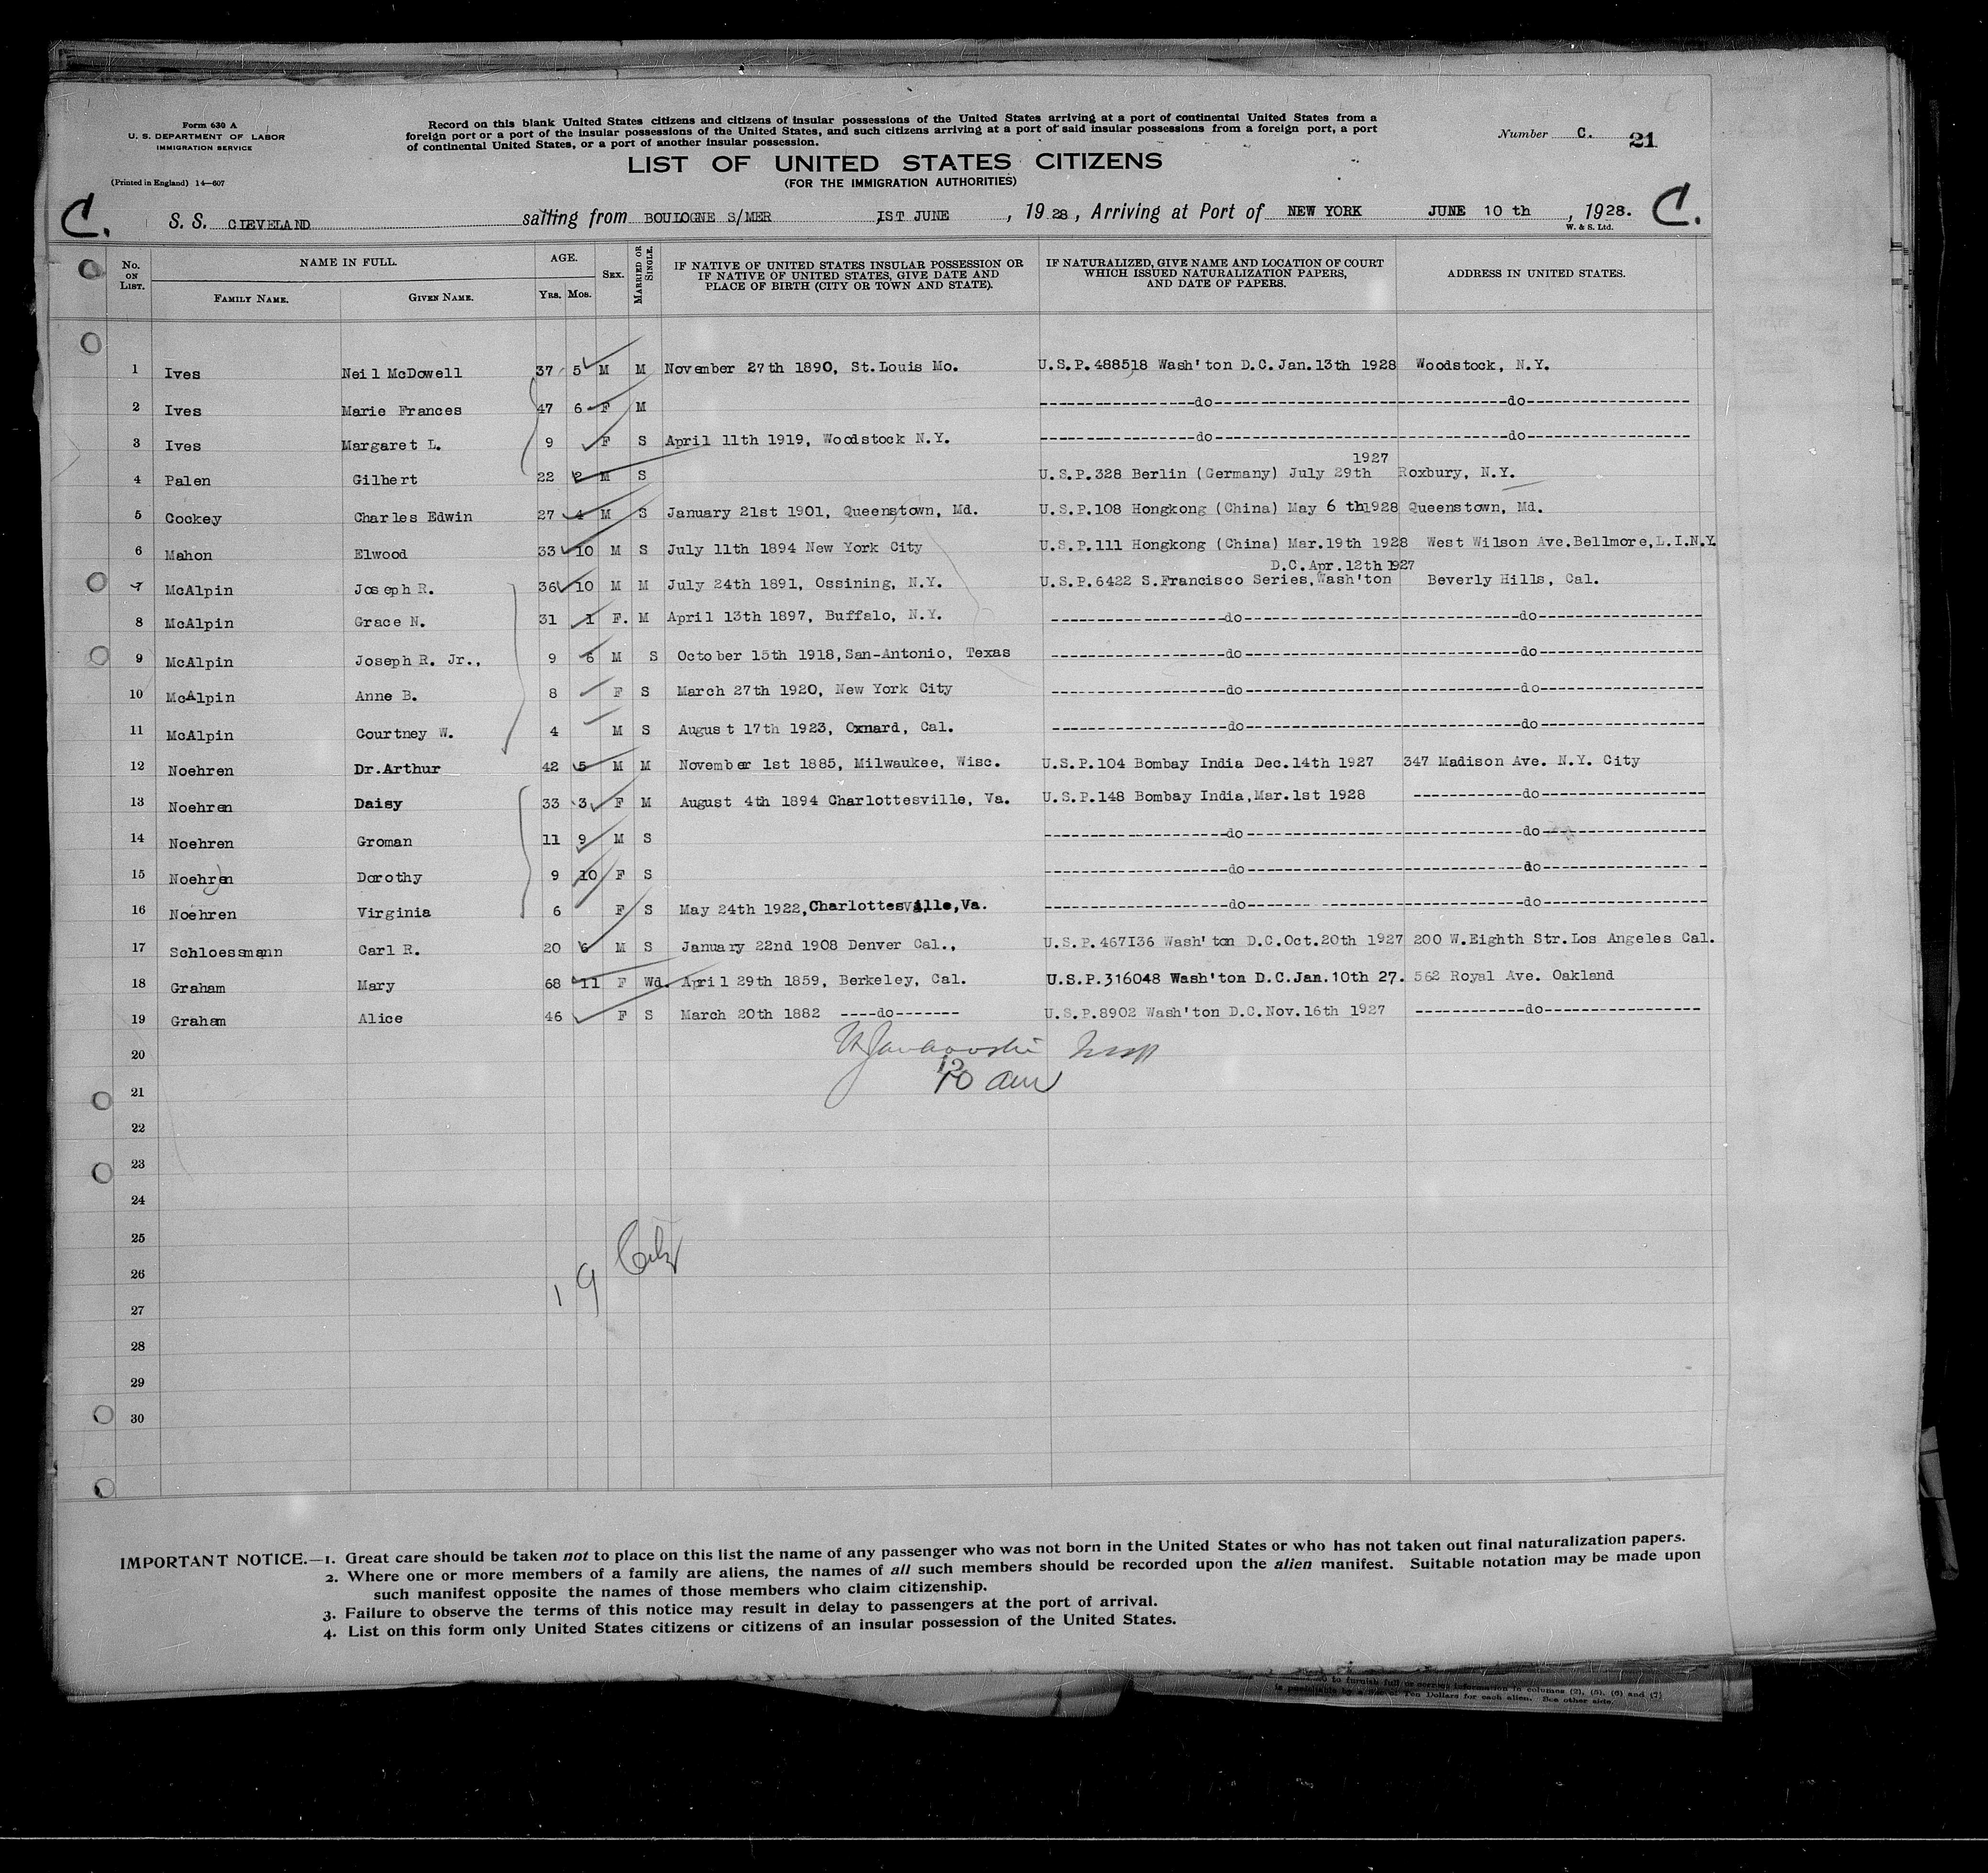 Form 630 A
U. S. DEPARTMENT OF LABOR
IMMIGRATION SERVICE
(Printed in England) 14—607
Record on this blank United States citizens and citizens of insular possessions of the United States arriving at a port of continental United States from a
foreign port or a port of the insular possessions of the United States, and such citizens arriving at a port of said insular possessions from a foreign port, a port
of continental United States, or a port of another insular possession.
Number C. 21
LIST OF UNITED STATES CITIZENS
(FOR THE IMMIGRATION AUTHORITIES)
C. S. S. CLEVELAND sailing from BOULOGNE S/MER 1ST JUNE, 1928, Arriving at Port of NEW YORK JUNE 10 th, 1928. C.
W. & S. Ltd.
No. ON LIST. NAME IN FULL. AGE. SEX. MARRIED OR SINGLE. IF NATIVE OF UNITED STATES INSULAR POSSESSION OR IF NATIVE OF UNITED STATES, GIVE DATE AND PLACE OF BIRTH (CITY OR TOWN AND STATE). IF NATURALIZED, GIVE NAME AND LOCATION OF COURT WHICH ISSUED NATURALIZATION PAPERS, AND DATE OF PAPERS. ADDRESS IN UNITED STATES.
FAMILY NAME. GIVEN NAME. YRS. MOS.
1 Ives Neil McDowell 37 5 M M November 27th 1890, St.Louis Mo. U.S.P.488518 Wash'ton D.C.Jan.13th 1928 Woodstock, N.Y.
2 Ives Marie Frances 47 6 F M -----do----- -----do-----
3 Ives Margaret L. 9 F S April 11th 1919, Woodstock N.Y. -----do----- -----do-----
1927
4 Palen Gilbert 22 2 M S U.S.P.328 Berlin (Germany) July 29th Roxbury, N.Y.
5 Cockey Charles Edwin 27 4 M S January 21st 1901, Queenstown, Md. U.S.P.108 Hongkong (China) May 6 th1928 Queenstown, Md.
6 Mahon Elwood 33 10 M S July 11th 1894 New York City U.S.P.111 Hongkong (China) Mar.19th 1928 West Wilson Ave.Bellmore,L.I.N.Y.
D.C.Apr.12th 1927
7 McAlpin Joseph R. 36 10 M M July 24th 1891, Ossining, N.Y. U.S.P.6422 S.Francisco Series,Wash'ton Beverly Hills, Cal.
8 McAlpin Grace N. 31 1 F. M April 13th 1897, Buffalo, N.Y. -----do----- -----do-----
9 McAlpin Joseph R. Jr., 9 6 M S October 15th 1918,San-Antonio, Texas -----do----- -----do-----
10 McAlpin Anne B. 8 F S March 27th 1920, New York City -----do----- -----do-----
11 McAlpin Courtney W. 4 M S August 17th 1923, Oxnard, Cal. -----do----- -----do-----
12 Noehren Dr.Arthur 42 5 M M November 1st 1885, Milwaukee, Wisc. U.S.P.104 Bombay India Dec.14th 1927 347 Madison Ave. N.Y. City
13 Noehren Daisy 33 3 F M August 4th 1894 Charlottesville, Va. U.S.P.148 Bombay India,Mar.1st 1928 -----do-----
14 Noehren Groman 11 9 M S -----do----- -----do-----
15 Noehren Dorothy 9 10 F S -----do----- -----do-----
16 Noehren Virginia 6 F S May 24th 1922,Charlottesville,Va. -----do----- -----do-----
17 Schloessmann Carl R. 20 6 M S January 22nd 1908 Denver Cal., U.S.P.467I36 Wash'ton D.C.Oct.20th 1927 200 W.Eighth Str.Los Angeles Cal.
18 Graham Mary 68 11 F Wd. April 29th 1859, Berkeley, Cal. U.S.P.316048 Wash'ton D.C.Jan.10th 27. 562 Royal Ave. Oakland
19 Graham Alice 46 F S March 20th 1882 ----do------- U.S.P.8902 Wash'ton D.C.Nov.16th 1927 -----do-----
20
21
22
23
24
25
26
27
28
29
30
IMPORTANT NOTICE.—1. Great care should be taken not to place on this list the name of any passenger who was not born in the United States or who has not taken out final naturalization papers.
2. Where one or more members of a family are aliens, the names of all such members should be recorded upon the alien manifest. Suitable notation may be made upon
such manifest opposite the names of those members who claim citizenship.
3. Failure to observe the terms of this notice may result in delay to passengers at the port of arrival.
4. List on this form only United States citizens or citizens of an insular possession of the United States.
to furnish full or correct information in columns (2), (5), (6) and (7)
Ten Dollars for each alien. See other side.